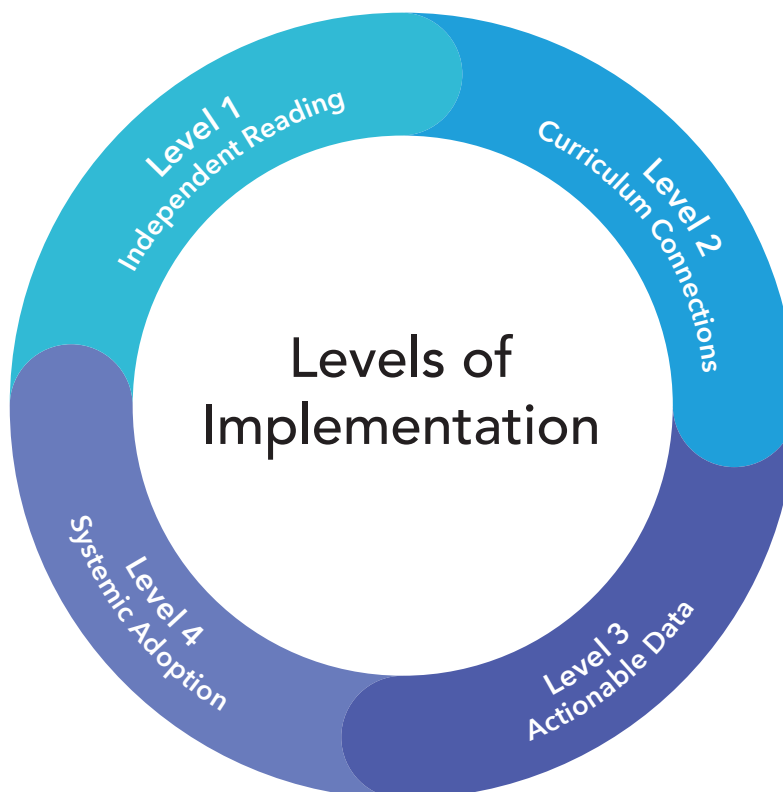 Levels of
Implementation
Level 1
Independent Reading
Level 2
Curriculum Connections
Level 3
Actionable Data
Level 4
Systemic Adoption